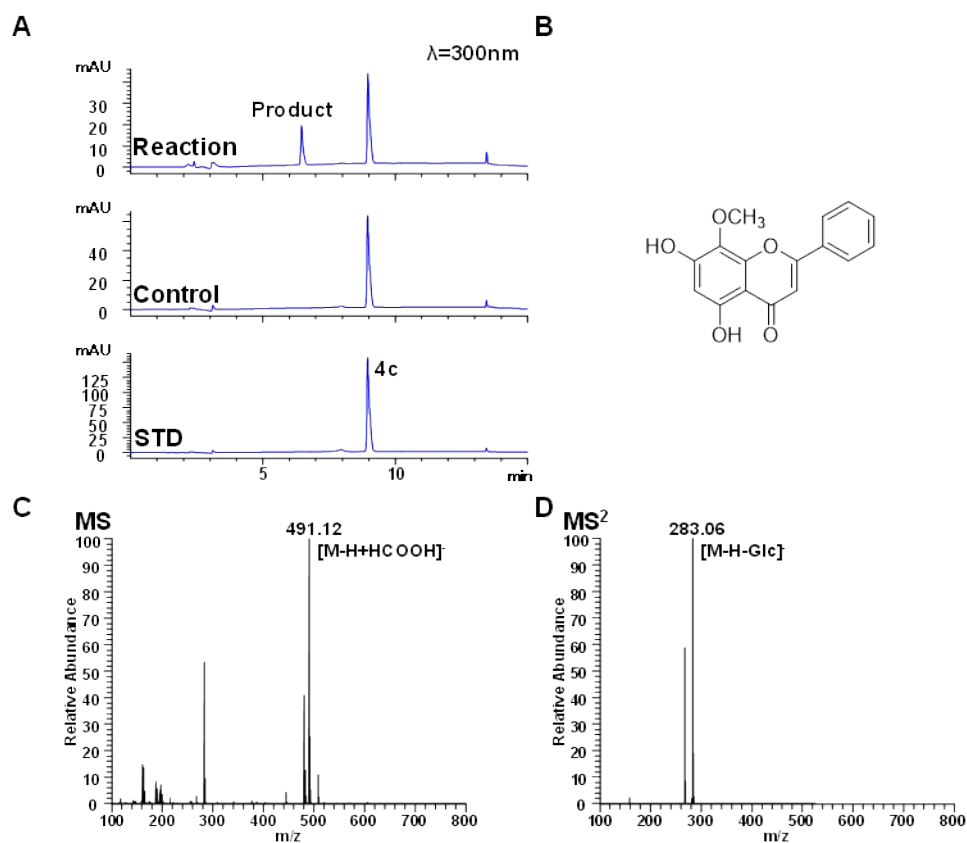 A
B
λ=300nm
mAU
30
20
10
0
Product
Reaction
mAU
40
20
0
Control
mAU
125
100
75
50
25
0
4c
STD
5
10
min
OCH3
HO
O
OH
O
C
MS
491.12
[M-H+HCOOH]-
Relative Abundance
100
90
80
70
60
50
40
30
20
10
0
100
200
300
400
500
600
700
800
m/z
D
MS2
283.06
[M-H-Glc]-
Relative Abundance
100
90
80
70
60
50
40
30
20
10
0
100
200
300
400
500
600
700
800
m/z